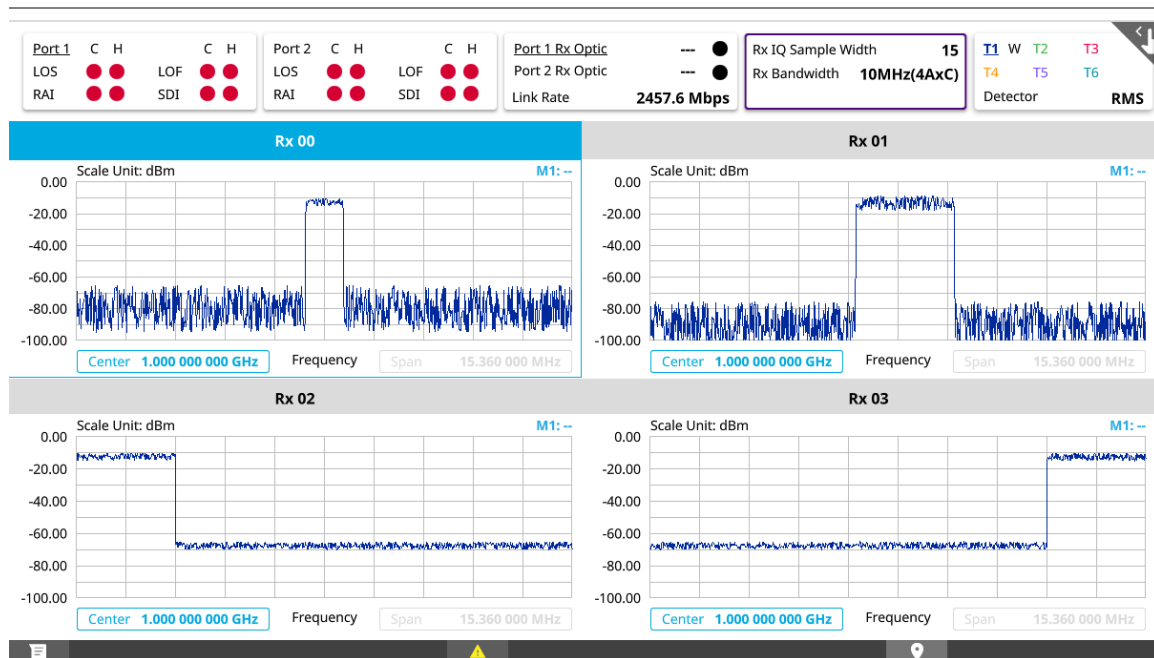 Port 1 C H C H
LOS LOF
RAI SDI
Port 2 C H C H
LOS LOF
RAI SDI
Port 1 Rx Optic ---
Port 2 Rx Optic ---
Link Rate 2457.6 Mbps
Rx IQ Sample Width 15
Rx Bandwidth 10MHz(4AxC)
T1 W T2 T3
T4 T5 T6
Detector RMS
Rx 00
Scale Unit: dBm M1: --
0.00
-20.00
-40.00
-60.00
-80.00
-100.00
Center 1.000 000 000 GHz Frequency Span 15.360 000 MHz
Rx 01
Scale Unit: dBm M1: --
0.00
-20.00
-40.00
-60.00
-80.00
-100.00
Center 1.000 000 000 GHz Frequency Span 15.360 000 MHz
Rx 02
Scale Unit: dBm M1: --
0.00
-20.00
-40.00
-60.00
-80.00
-100.00
Center 1.000 000 000 GHz Frequency Span 15.360 000 MHz
Rx 03
Scale Unit: dBm M1: --
0.00
-20.00
-40.00
-60.00
-80.00
-100.00
Center 1.000 000 000 GHz Frequency Span 15.360 000 MHz